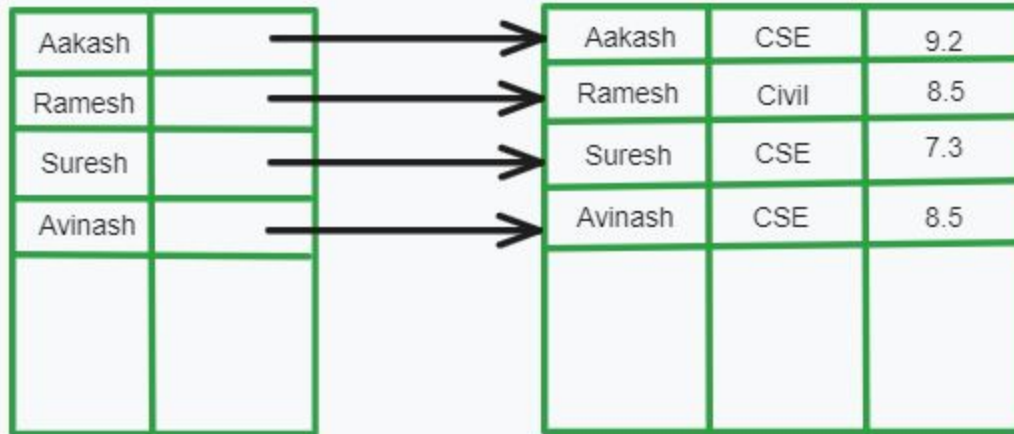 Aakash Aakash CSE 9.2
Ramesh Ramesh Civil 8.5
Suresh Suresh CSE 7.3
Avinash Avinash CSE 8.5